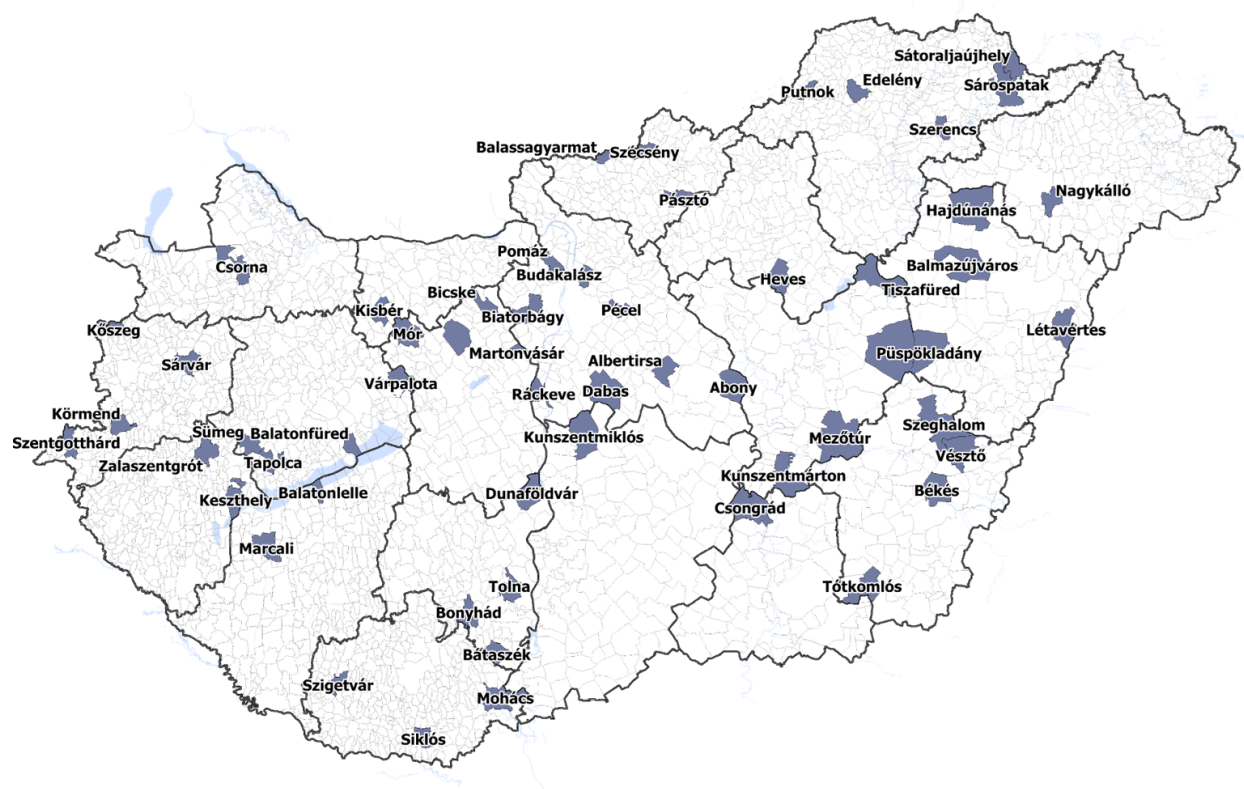 Sátoraljaújhely
Edelény
Putnok
Sárospatak
Szerencs
Balassagyarmat
Szécsény
Nagykálló
Pásztó
Hajdúnánás
Pomáz
Csorna
Budakalász
Balmazújváros
Heves
Tiszafüred
Bicske
Kisbér
Biatorbágy
Pécel
Kőszeg
Mór
Létavértes
Martonvásár
Püspökladány
Sárvár
Albertirsa
Várpalota
Ráckeve
Dabas
Abony
Körmend
Szentgotthárd
Sümeg
Balatonfüred
Kunszentmiklós
Mezőtúr
Szeghalom
Zalaszentgrót
Tapolca
Vésztő
Kunszentmárton
Keszthely
Balatonlelle
Dunaföldvár
Békés
Csongrád
Marcali
Tolna
Tótkomlós
Bonyhád
Bátaszék
Szigetvár
Mohács
Siklós